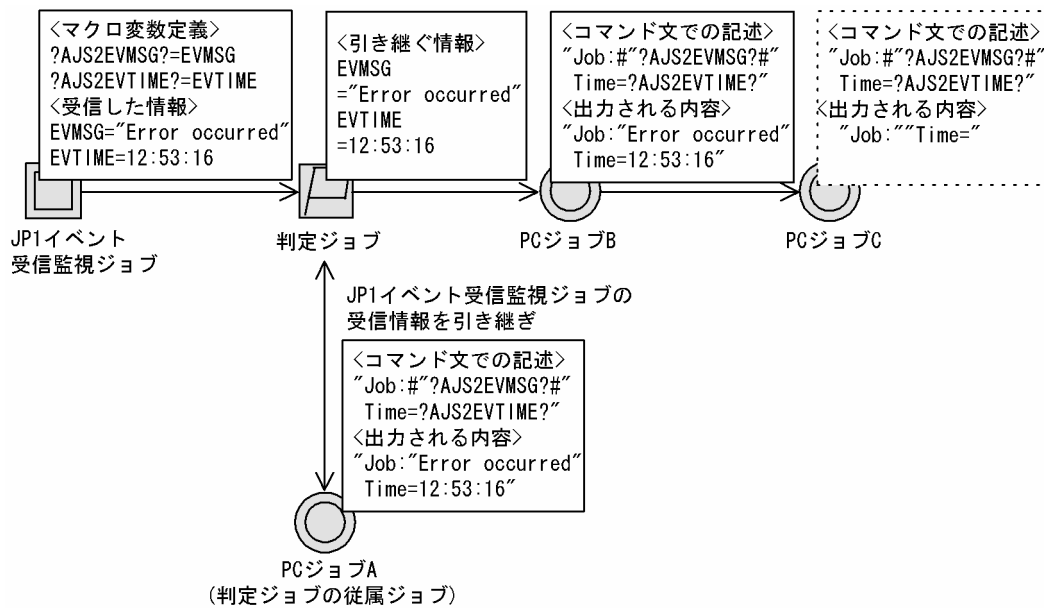 <マクロ変数定義>
?AJS2EVMSG?=EVMSG
?AJS2EVTIME?=EVTIME
<受信した情報>
EVMSG="Error occurred"
EVTIME=12:53:16
<引き継ぐ情報>
EVMSG
="Error occurred"
EVTIME
=12:53:16
<コマンド文での記述>
"Job:#"?AJS2EVMSG?#"
Time=?AJS2EVTIME?"
<出力される内容>
"Job:"Error occurred"
Time=12:53:16"
<コマンド文での記述>
"Job:#"?AJS2EVMSG?#"
Time=?AJS2EVTIME?"
<出力される内容>
"Job:""Time="
JP1イベント
受信監視ジョブ
判定ジョブ
PCジョブB
PCジョブC
JP1イベント受信監視ジョブの
受信情報を引き継ぎ
<コマンド文での記述>
"Job:#"?AJS2EVMSG?#"
Time=?AJS2EVTIME?"
<出力される内容>
"Job:"Error occurred"
Time=12:53:16"
PCジョブA
(判定ジョブの従属ジョブ)